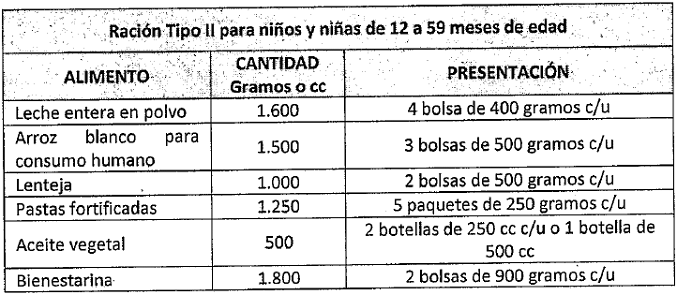 Ración Tipo II para niños y niñas de 12 a 59 meses de edad
ALIMENTO
CANTIDAD
Gramos o cc
PRESENTACIÓN
Leche entera en polvo 1.600 4 bolsa de 400 gramos c/u
Arroz blanco para
consumo humano
1.500 3 bolsas de 500 gramos c/u
Lenteja 1.000 2 bolsas de 500 gramos c/u
Pastas fortificadas 1.250 5 paquetes de 250 gramos c/u
Aceite vegetal 500 2 botellas de 250 cc c/u o 1 botella de
500 cc
Bienestarina 1.800 2 bolsas de 900 gramos c/u